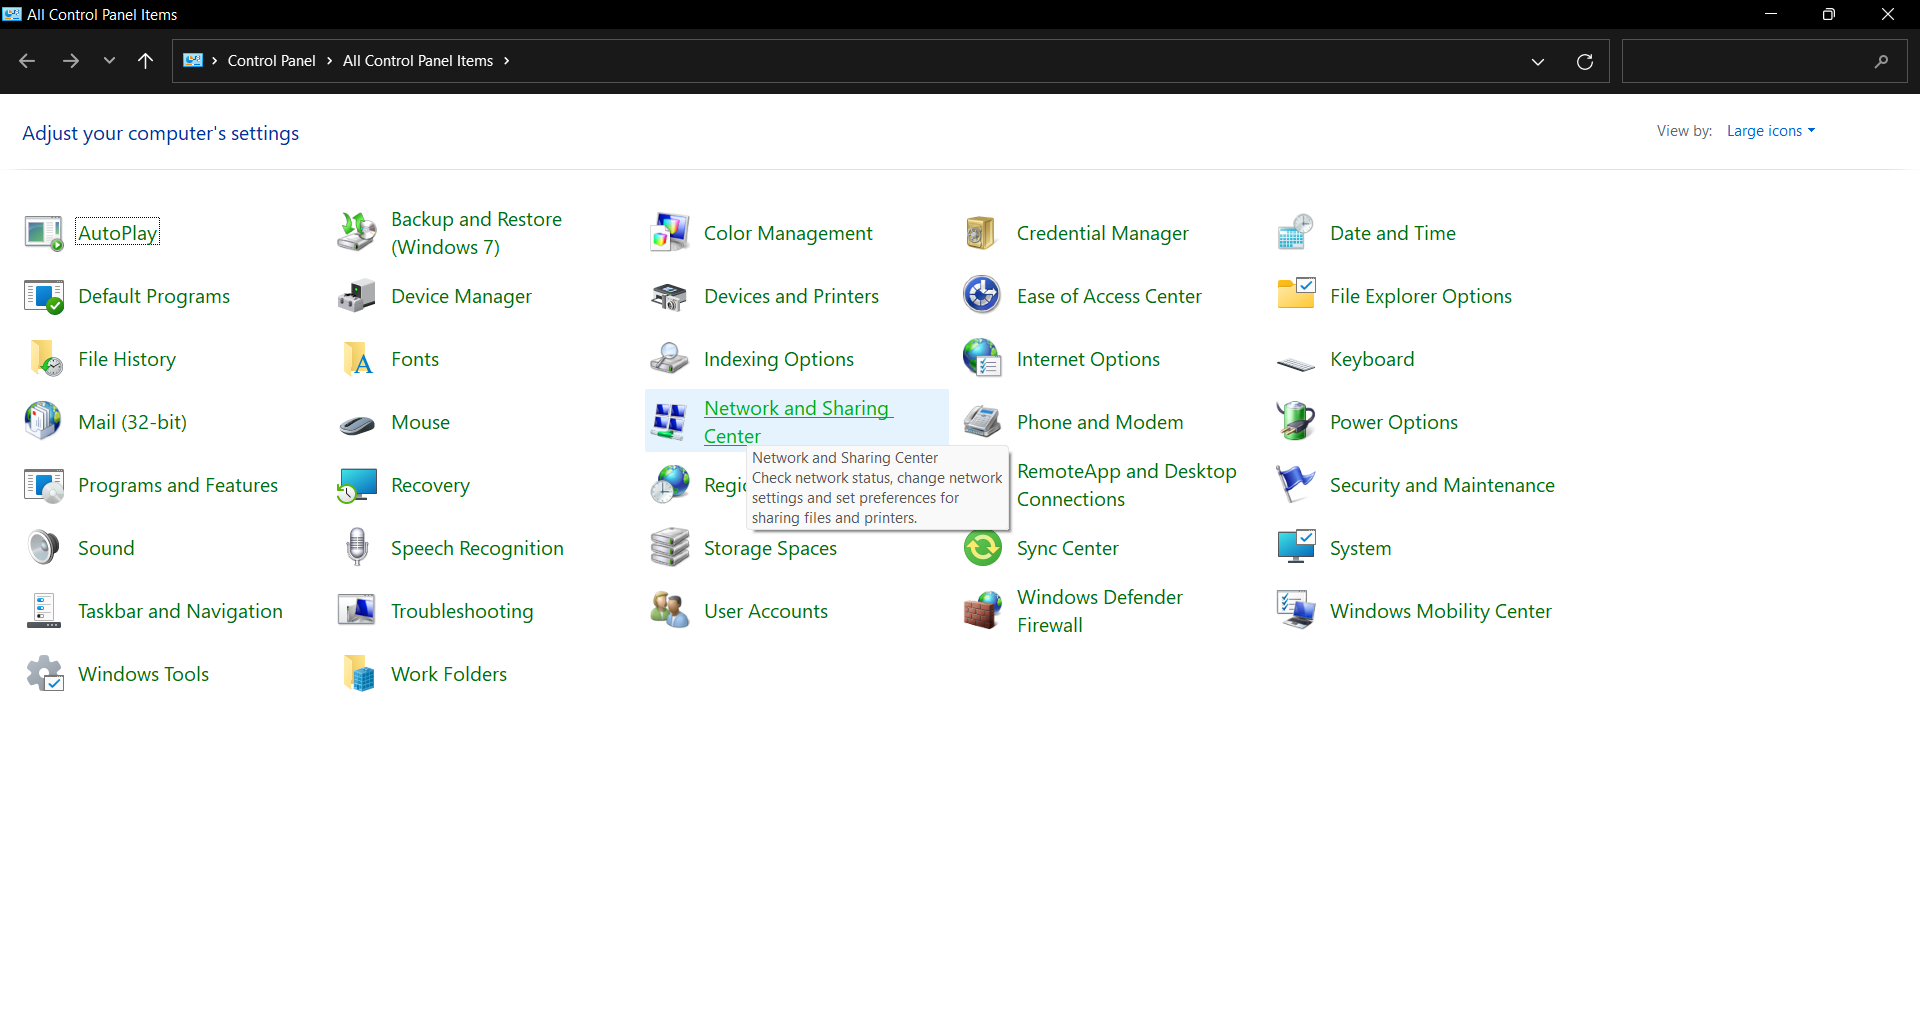 All Control Panel Items
Control Panel
All Control Panel Items
Adjust your computer's settings
View by: Large icons
AutoPlay
Backup and Restore
(Windows 7)
Color Management
Credential Manager
Date and Time
Default Programs
Device Manager
Devices and Printers
Ease of Access Center
File Explorer Options
File History
Fonts
Indexing Options
Internet Options
Keyboard
Mail (32-bit)
Mouse
Network and Sharing
Center
Phone and Modem
Power Options
Network and Sharing Center
Check network status, change network
settings and set preferences for
sharing files and printers.
Programs and Features
Recovery
RemoteApp and Desktop
Connections
Security and Maintenance
Sound
Speech Recognition
Storage Spaces
Sync Center
System
Taskbar and Navigation
Troubleshooting
User Accounts
Windows Defender
Firewall
Windows Mobility Center
Windows Tools
Work Folders